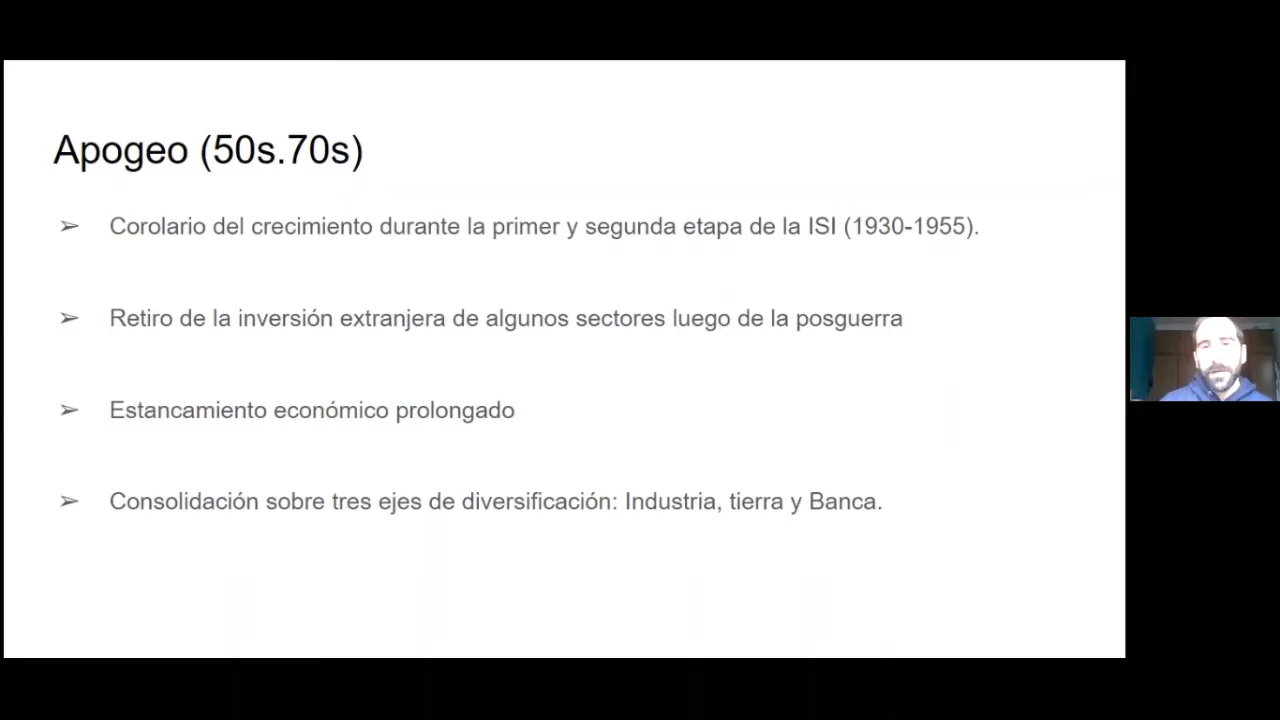 Apogeo (50s.70s)
➢ Corolario del crecimiento durante la primer y segunda etapa de la ISI (1930-1955).
➢ Retiro de la inversión extranjera de algunos sectores luego de la posguerra
➢ Estancamiento económico prolongado
➢ Consolidación sobre tres ejes de diversificación: Industria, tierra y Banca.